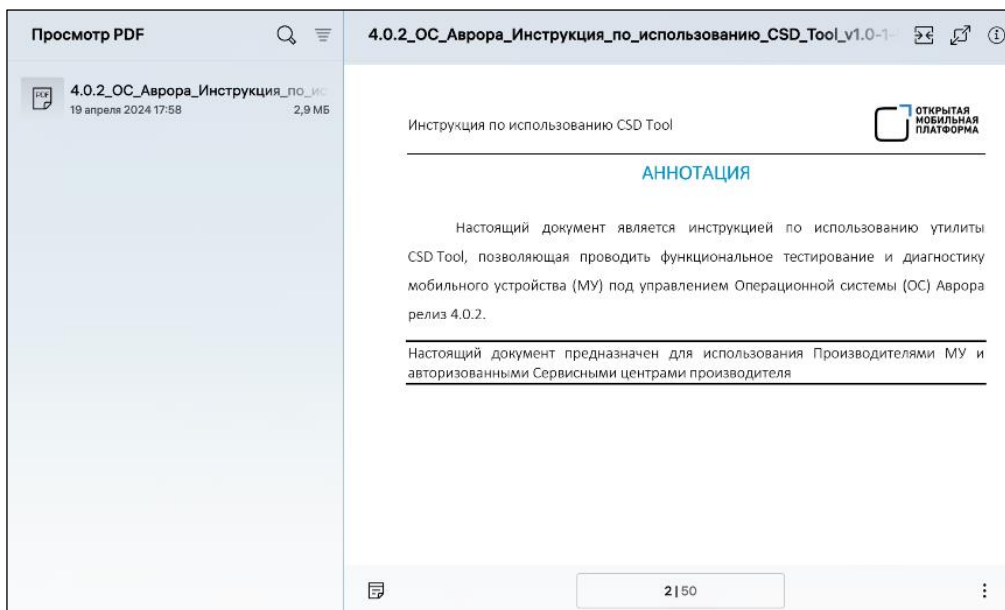 Просмотр PDF
4.0.2_ОС_Аврора_Инструкция_по_ис
19 апреля 2024 17:58
2,9 МБ
4.0.2_ОС_Аврора_Инструкция_по_использованию_CSD_Tool_v1.0-1-
Инструкция по использованию CSD Tool
ОТКРЫТАЯ
МОБИЛЬНАЯ
ПЛАТФОРМА
АННОТАЦИЯ
Настоящий документ является инструкцией по использованию утилиты
CSD Tool, позволяющая проводить функциональное тестирование и диагностику
мобильного устройства (МУ) под управлением Операционной системы (ОС) Аврора
релиз 4.0.2.
Настоящий документ предназначен для использования Производителями МУ и
авторизованными Сервисными центрами производителя
2|50